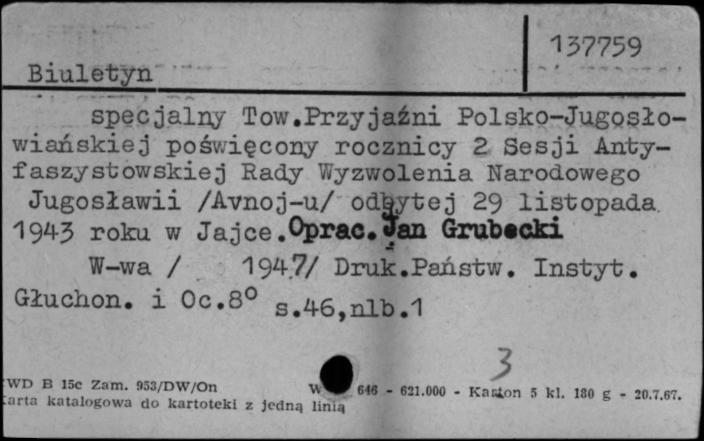 137759
Biuletyn
specjalny Tow.Przyjaźni Polsko-Jugosło-
wiańskiej poświęcony rocznicy 2 Sesji Anty-
faszystowskiej Rady Wyzwolenia Narodowego
Jugosławii /Avnoj-u/ odbytej 29 listopada
1943 roku w Jajce.Oprac.Jan Grubecki
W-wa / 1947/ Druk.Państw. Instyt.
Głuchon. i Oc.8° s.46,nlb.1
3
WD B 15c Zam. 953/DW/On 646 - 621.000 - Karton 5 kl. 180 g - 20.7.67.
Karta katalogowa do kartoteki z jedną linią